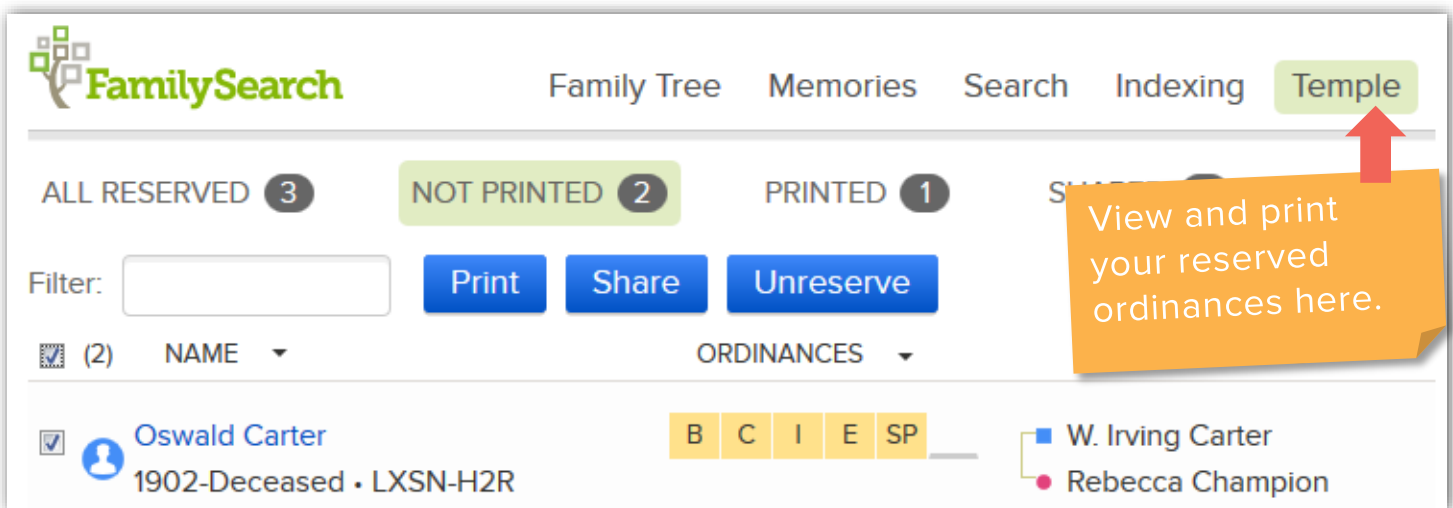 FamilySearch
Family Tree Memories Search Indexing Temple
ALL RESERVED 3 NOT PRINTED 2 PRINTED 1
View and print
your reserved
ordinances here.
Filter: Print Share Unreserve
(2) NAME ORDINANCES
Oswald Carter B C I E SP W. Irving Carter
1902-Deceased • LXSN-H2R Rebecca Champion